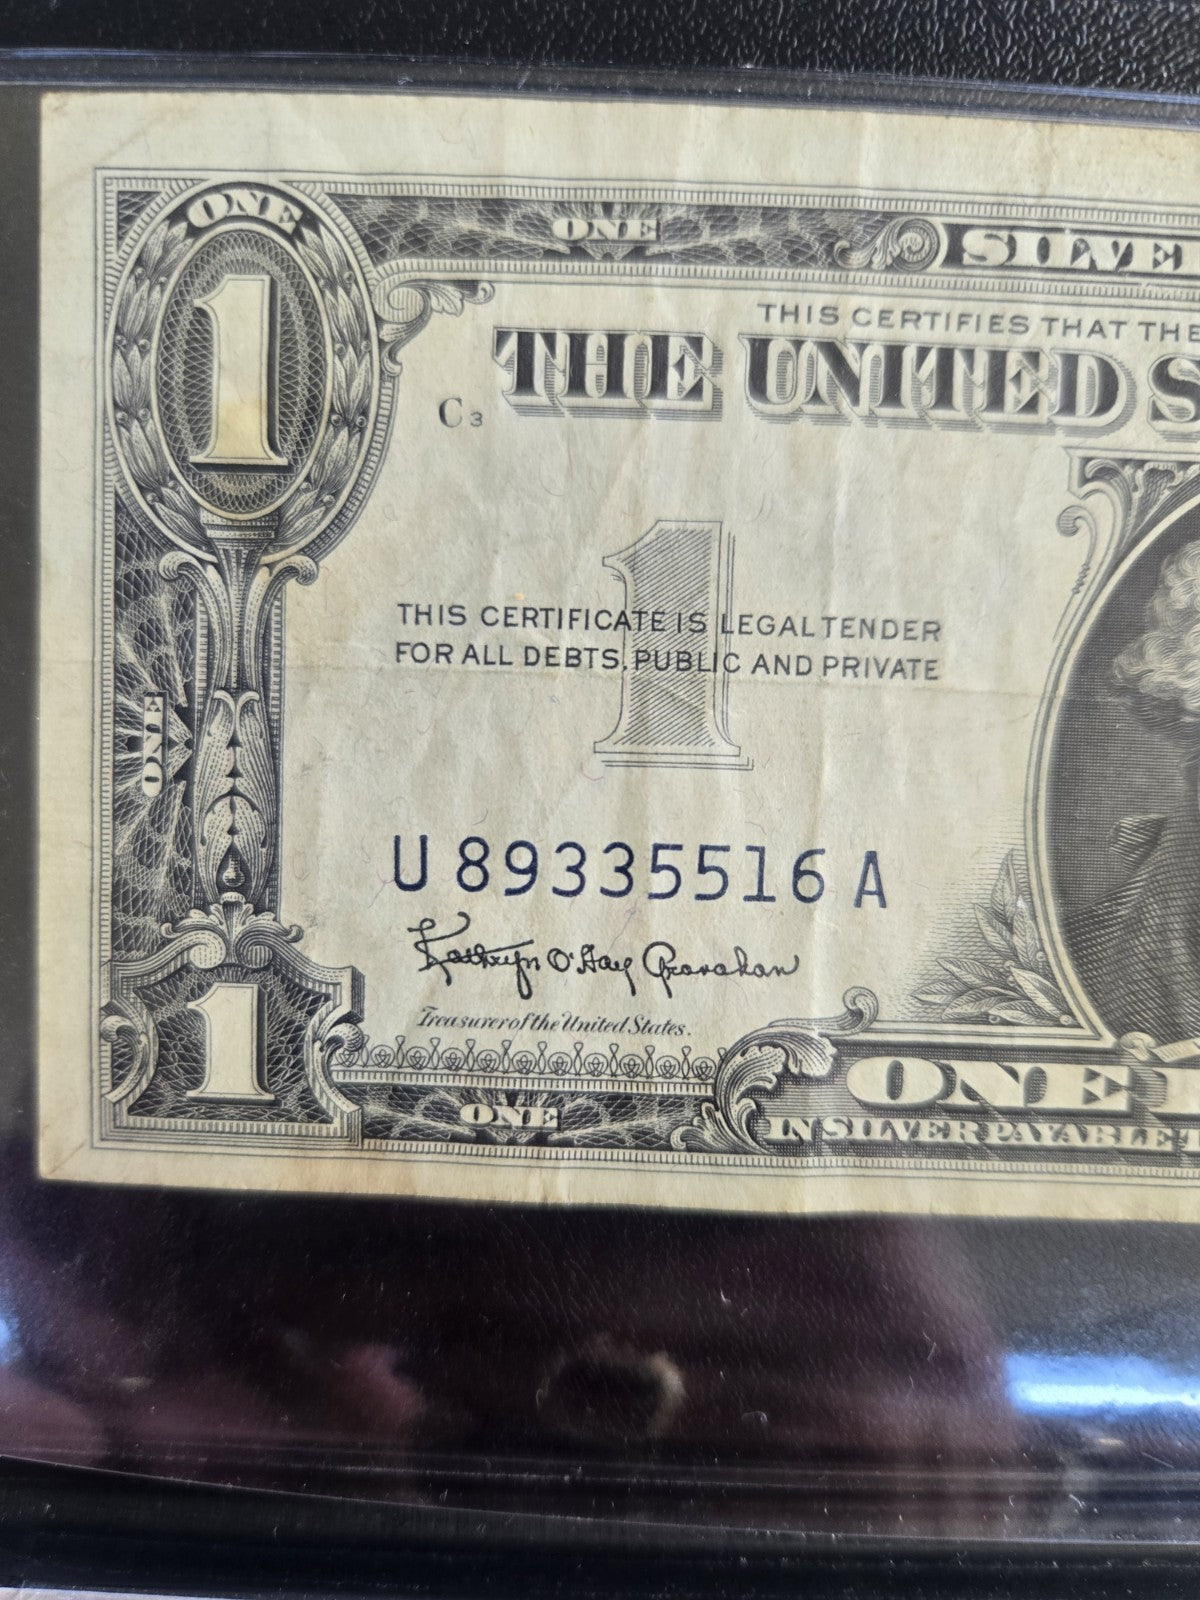 ONE
ONE
1
SILVE
THIS CERTIFIES THAT THE
THE UNITED S
C3
1
THIS CERTIFICATE IS LEGAL TENDER
FOR ALL DEBTS, PUBLIC AND PRIVATE
ONE
U 89335516 A
Kathryn O'Hay Granahan
Treasurer of the United States.
1
ONE
ONE
IN SILVER PAYABLE